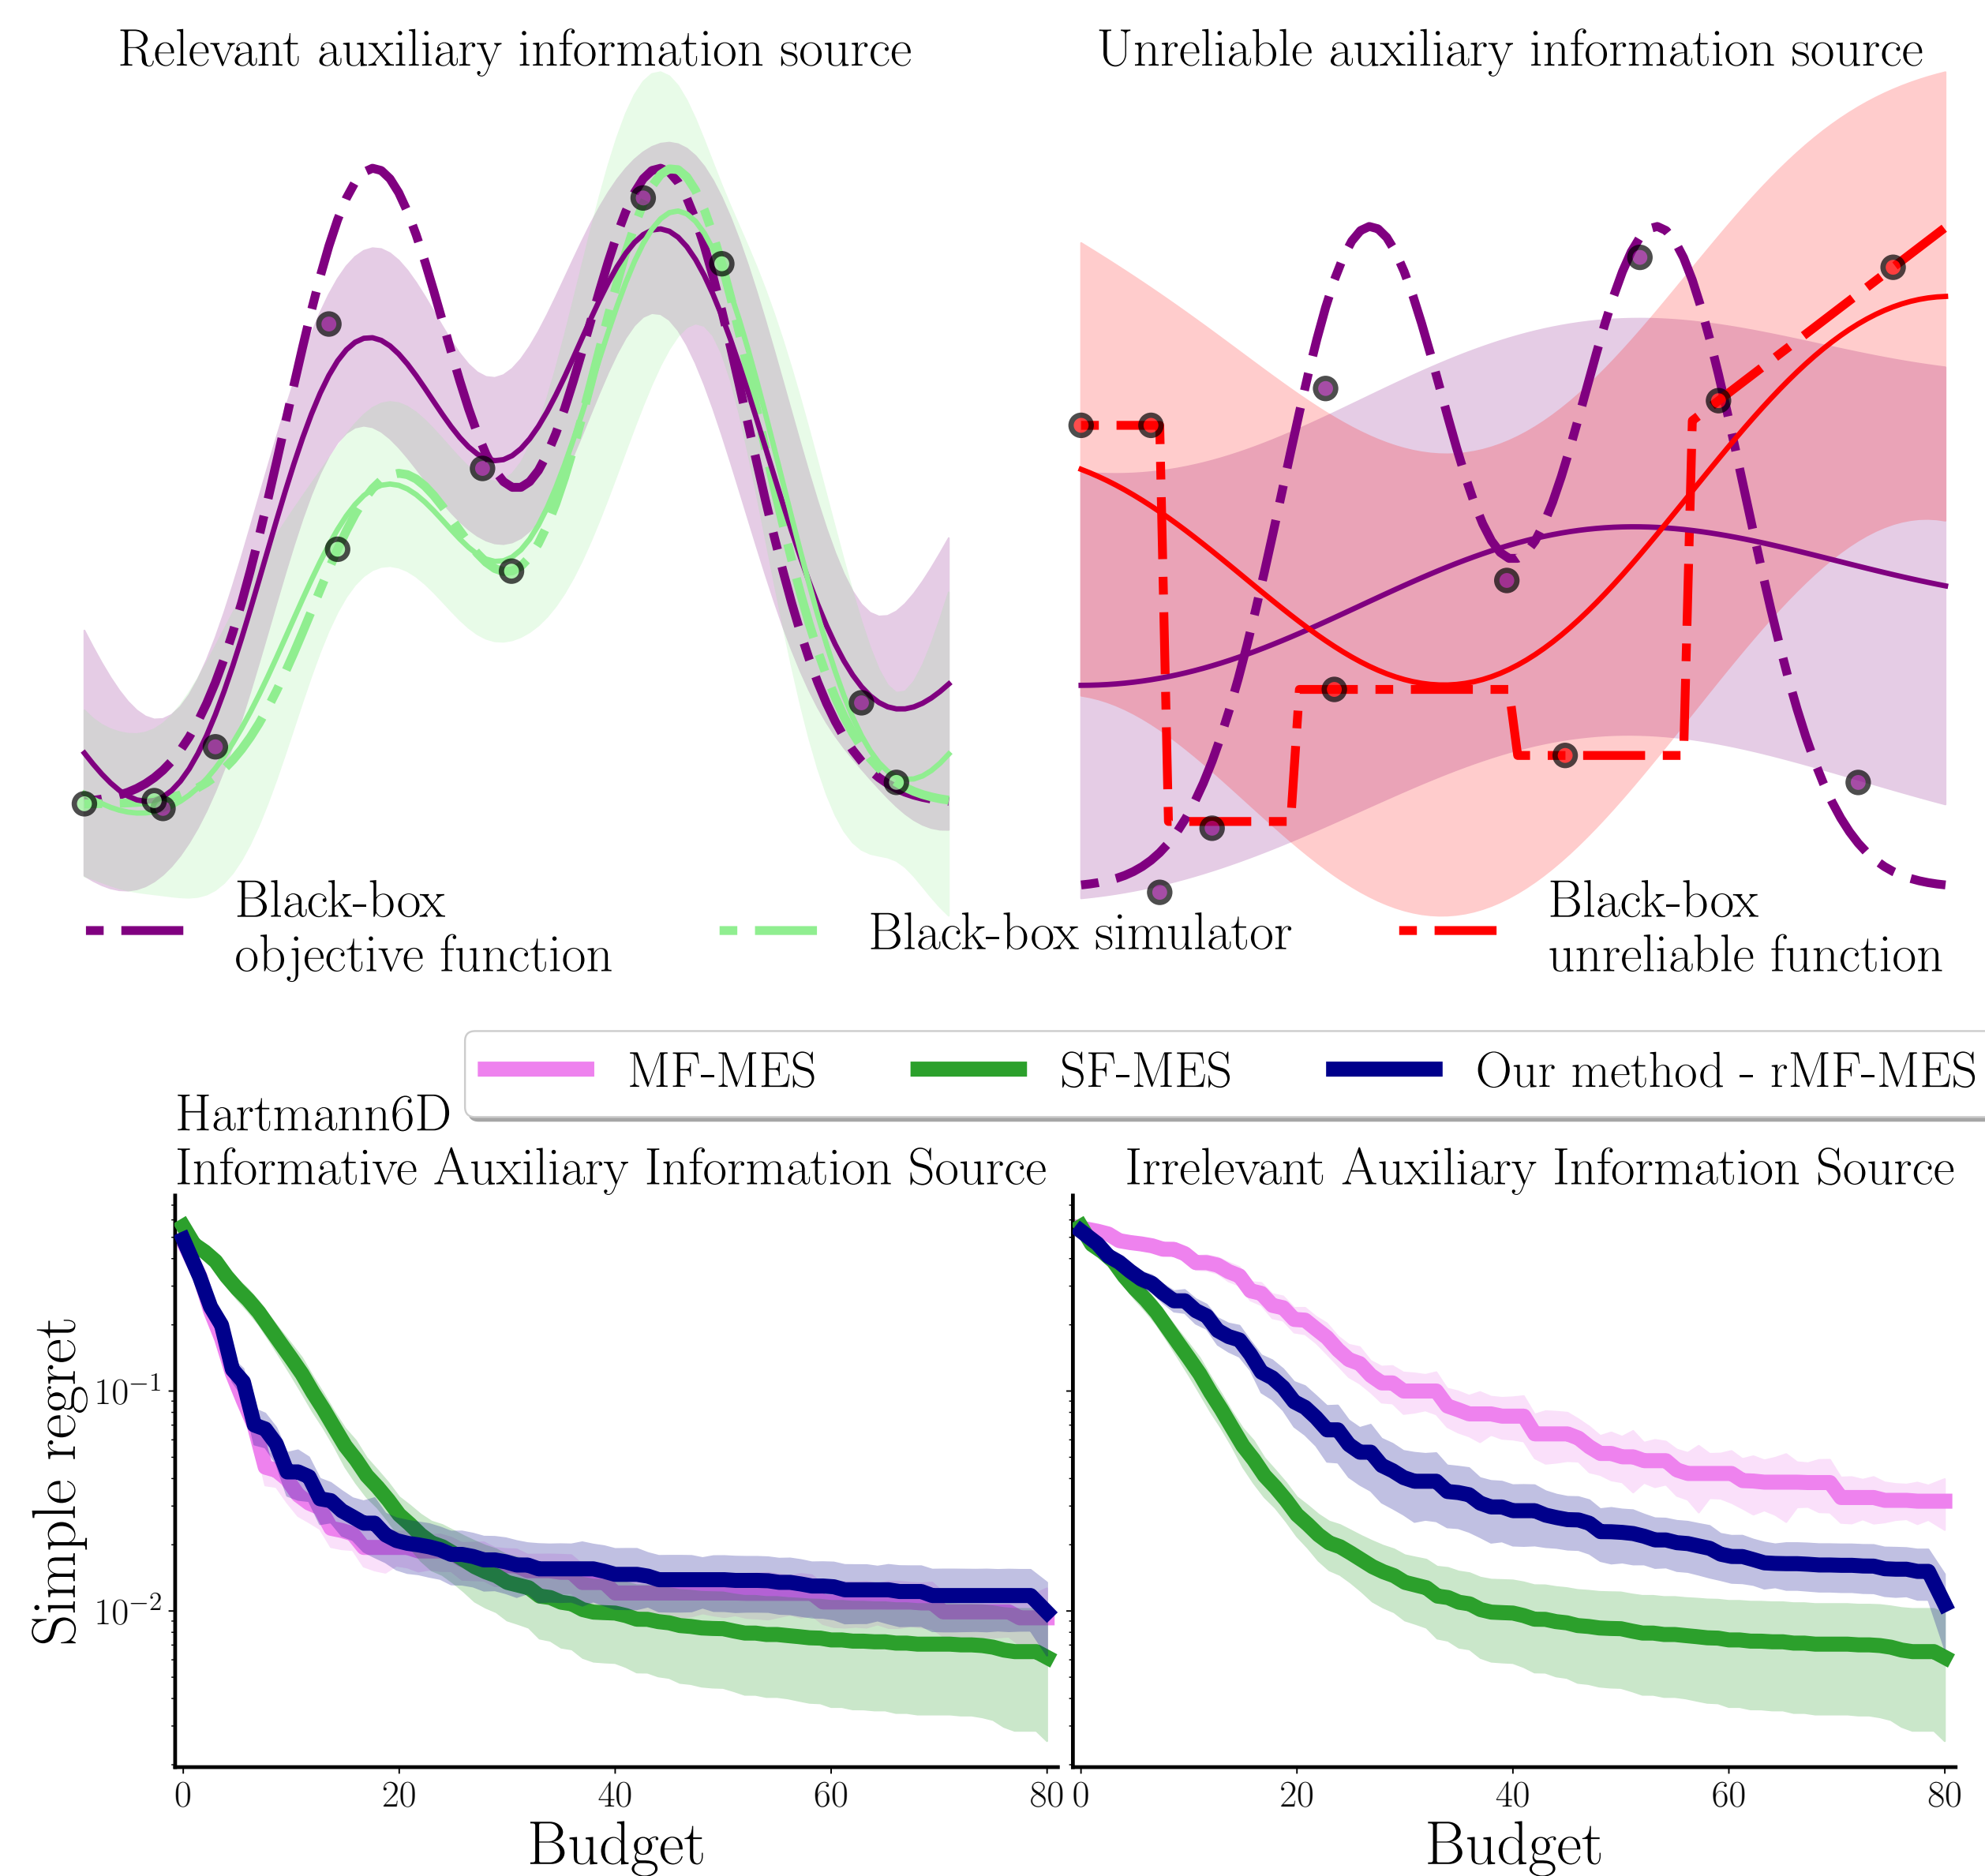 Relevant auxiliary information source
Unreliable auxiliary information source
Black-box
objective function
Black-box simulator
Black-box
unreliable function
MF-MES
SF-MES
Our method - rMF-MES
Hartmann6D
Informative Auxiliary Information Source
Irrelevant Auxiliary Information Source
Simple regret
10⁻¹
10⁻²
0 20 40 60 80
0 20 40 60 80
Budget
Budget